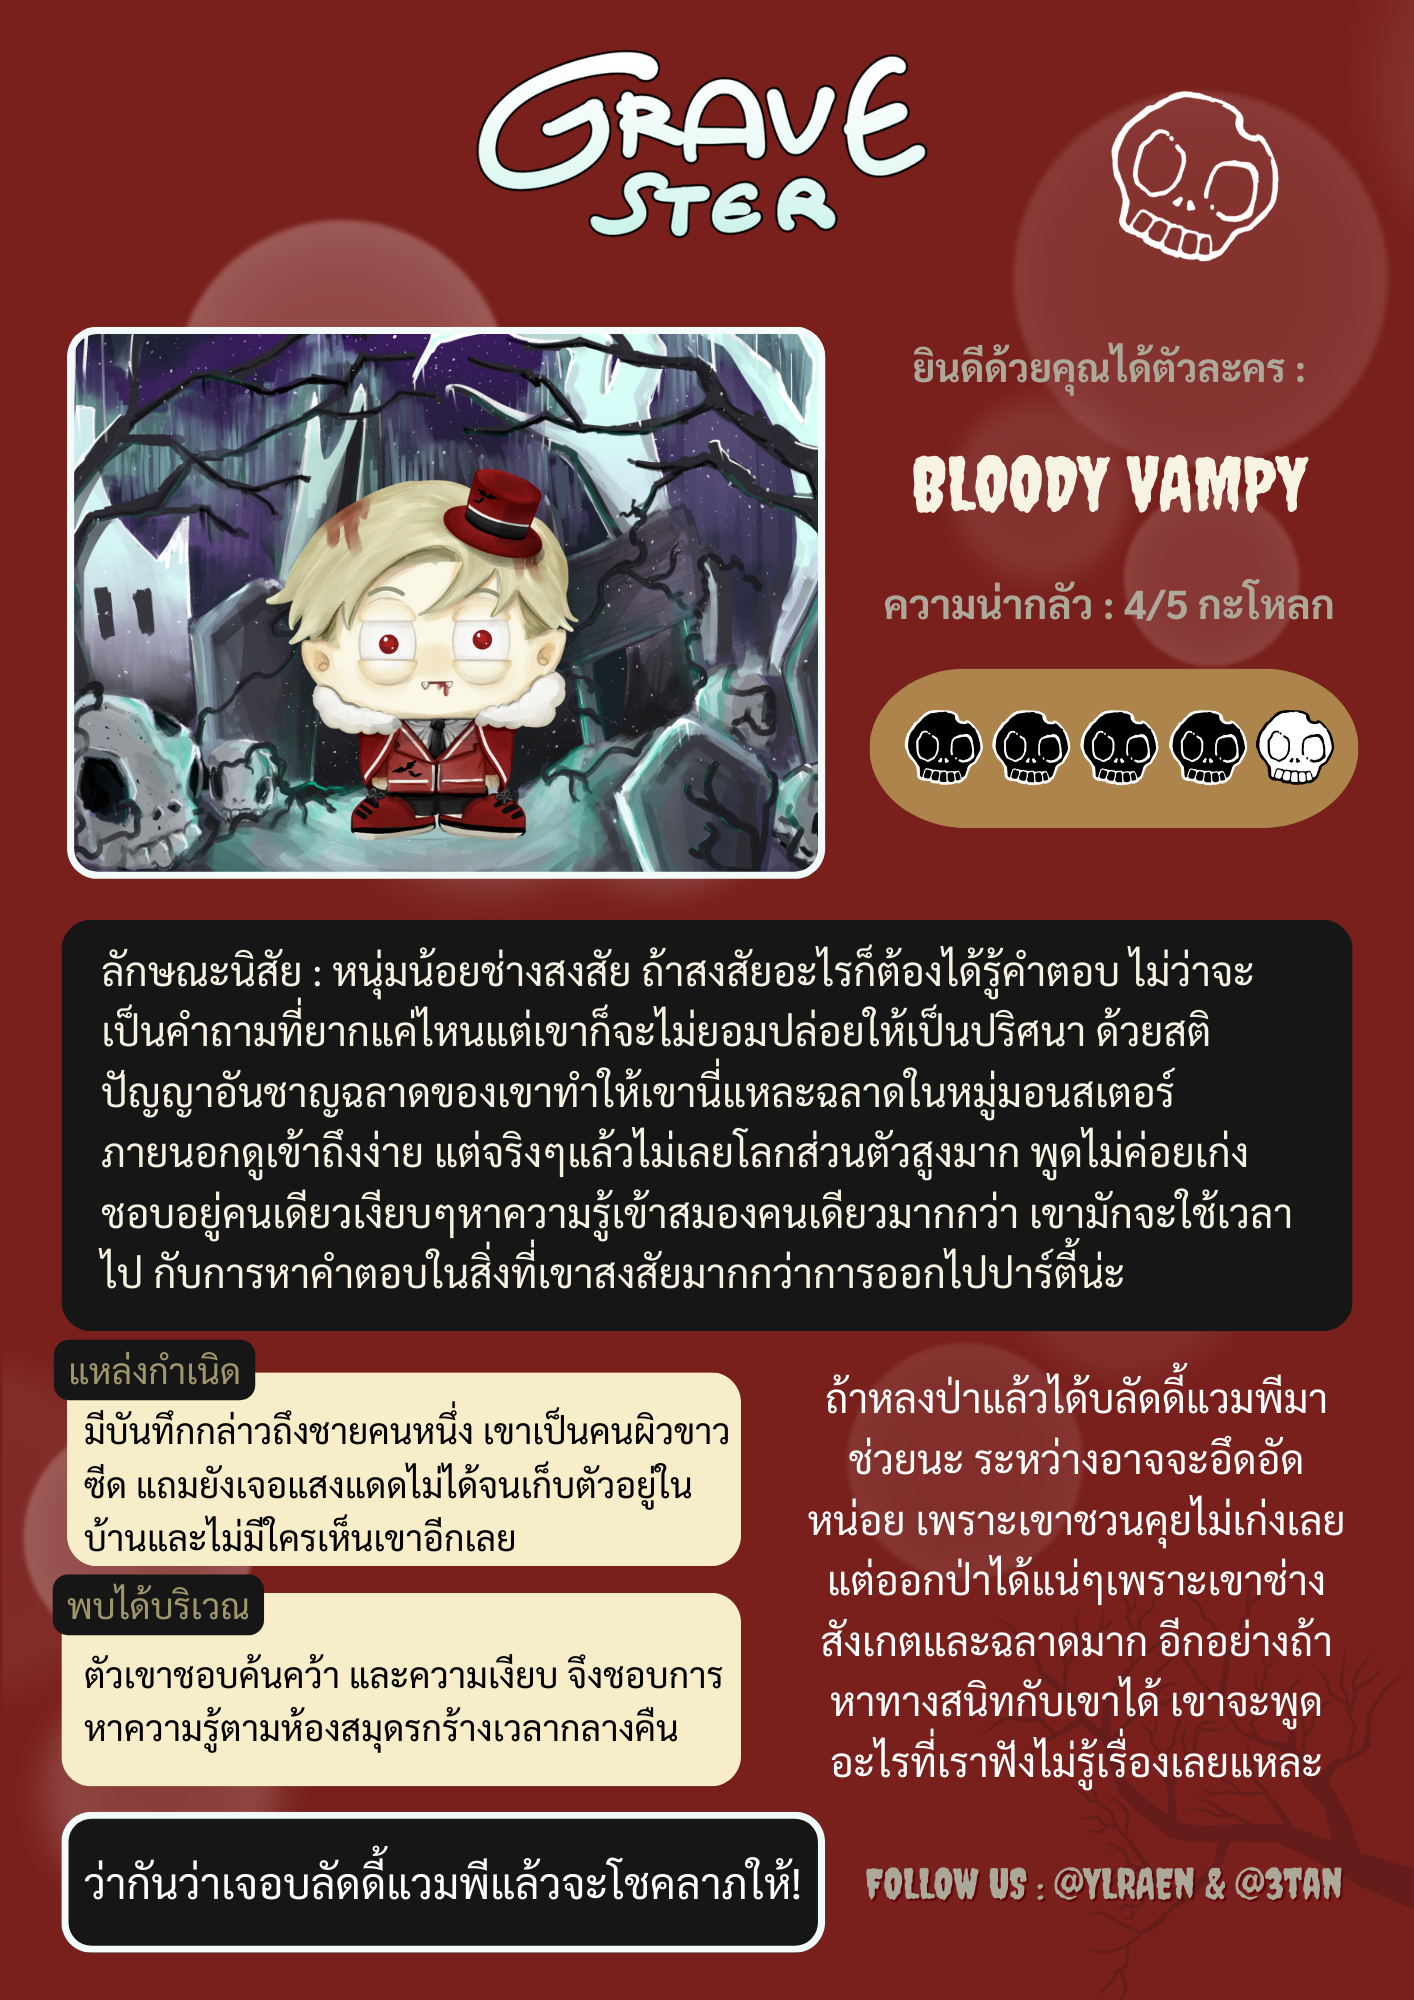 GRAVE
STER
ยินดีด้วยคุณได้ตัวละคร :
BLOODY VAMPY
ความน่ากลัว : 4/5 กะโหลก
ลักษณะนิสัย : หนุ่มน้อยช่างสงสัย ถ้าสงสัยอะไรก็ต้องได้รู้คำตอบ ไม่ว่าจะ
เป็นคำถามที่ยากแค่ไหนแต่เขาก็จะไม่ยอมปล่อยให้เป็นปริศนา ด้วยสติ
ปัญญาอันชาญฉลาดของเขาทำให้เขานี่แหละฉลาดในหมู่มอนสเตอร์
ภายนอกดูเข้าถึงง่าย แต่จริงๆแล้วไม่เลยโลกส่วนตัวสูงมาก พูดไม่ค่อยเก่ง
ชอบอยู่คนเดียวเงียบๆหาความรู้เข้าสมองคนเดียวมากกว่า เขามักจะใช้เวลา
ไป กับการหาคำตอบในสิ่งที่เขาสงสัยมากกว่าการออกไปปาร์ตี้น่ะ
แหล่งกำเนิด
มีบันทึกกล่าวถึงชายคนหนึ่ง เขาเป็นคนผิวขาว
ซีด แถมยังเจอแสงแดดไม่ได้จนเก็บตัวอยู่ใน
บ้านและไม่มีใครเห็นเขาอีกเลย
พบได้บริเวณ
ตัวเขาชอบค้นคว้า และความเงียบ จึงชอบการ
หาความรู้ตามห้องสมุดรกร้างเวลากลางคืน
ว่ากันว่าเจอบลัดดี้แวมพีแล้วจะโชคลาภให้!
ถ้าหลงป่าแล้วได้บลัดดี้แวมพีมา
ช่วยนะ ระหว่างอาจจะอึดอัด
หน่อย เพราะเขาชวนคุยไม่เก่งเลย
แต่ออกป่าได้แน่ๆเพราะเขาช่าง
สังเกตและฉลาดมาก อีกอย่างถ้า
หาทางสนิทกับเขาได้ เขาจะพูด
อะไรที่เราฟังไม่รู้เรื่องเลยแหละ
FOLLOW US : @YLRAEN & @3TAN